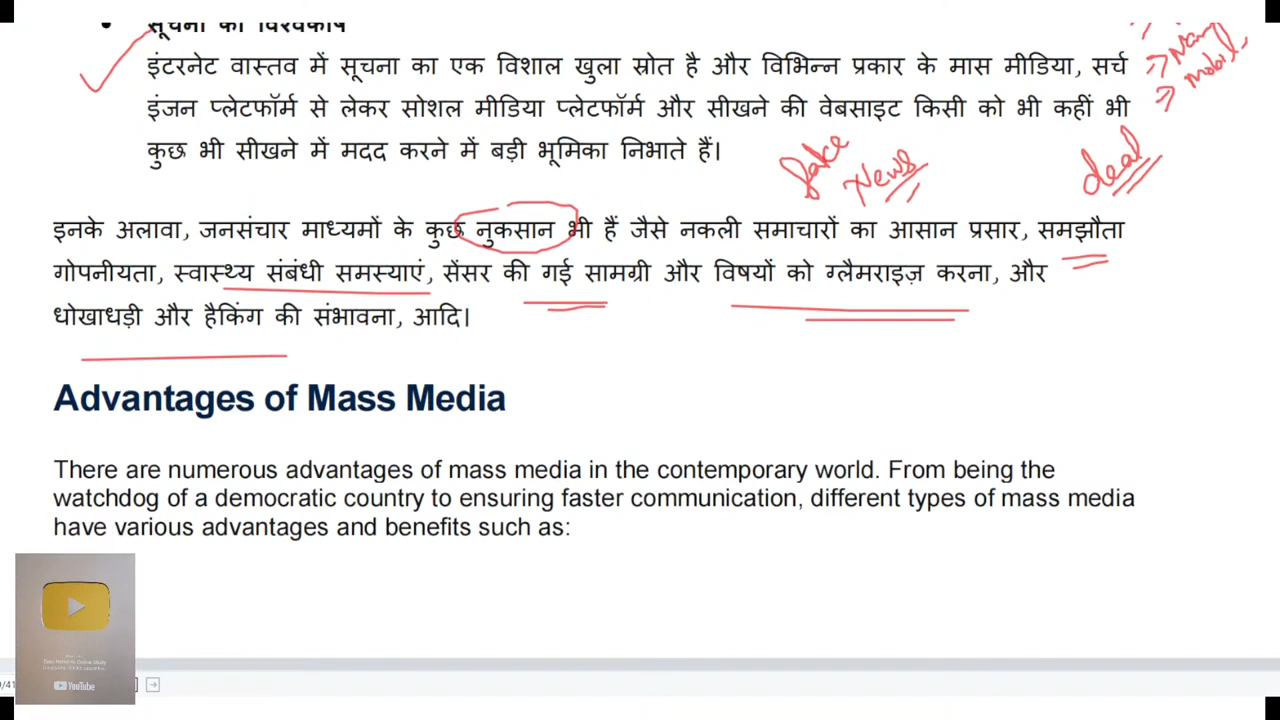 सूचना का विश्वकोष
इंटरनेट वास्तव में सूचना का एक विशाल खुला स्रोत है और विभिन्न प्रकार के मास मीडिया, सर्च
इंजन प्लेटफॉर्म से लेकर सोशल मीडिया प्लेटफॉर्म और सीखने की वेबसाइट किसी को भी कहीं भी
कुछ भी सीखने में मदद करने में बड़ी भूमिका निभाते हैं।
fake News
deal
इनके अलावा, जनसंचार माध्यमों के कुछ नुकसान भी हैं जैसे नकली समाचारों का आसान प्रसार, समझौता
गोपनीयता, स्वास्थ्य संबंधी समस्याएं, सेंसर की गई सामग्री और विषयों को ग्लैमराइज़ करना, और
धोखाधड़ी और हैकिंग की संभावना, आदि।
Advantages of Mass Media
There are numerous advantages of mass media in the contemporary world. From being the
watchdog of a democratic country to ensuring faster communication, different types of mass media
have various advantages and benefits such as:
YouTube